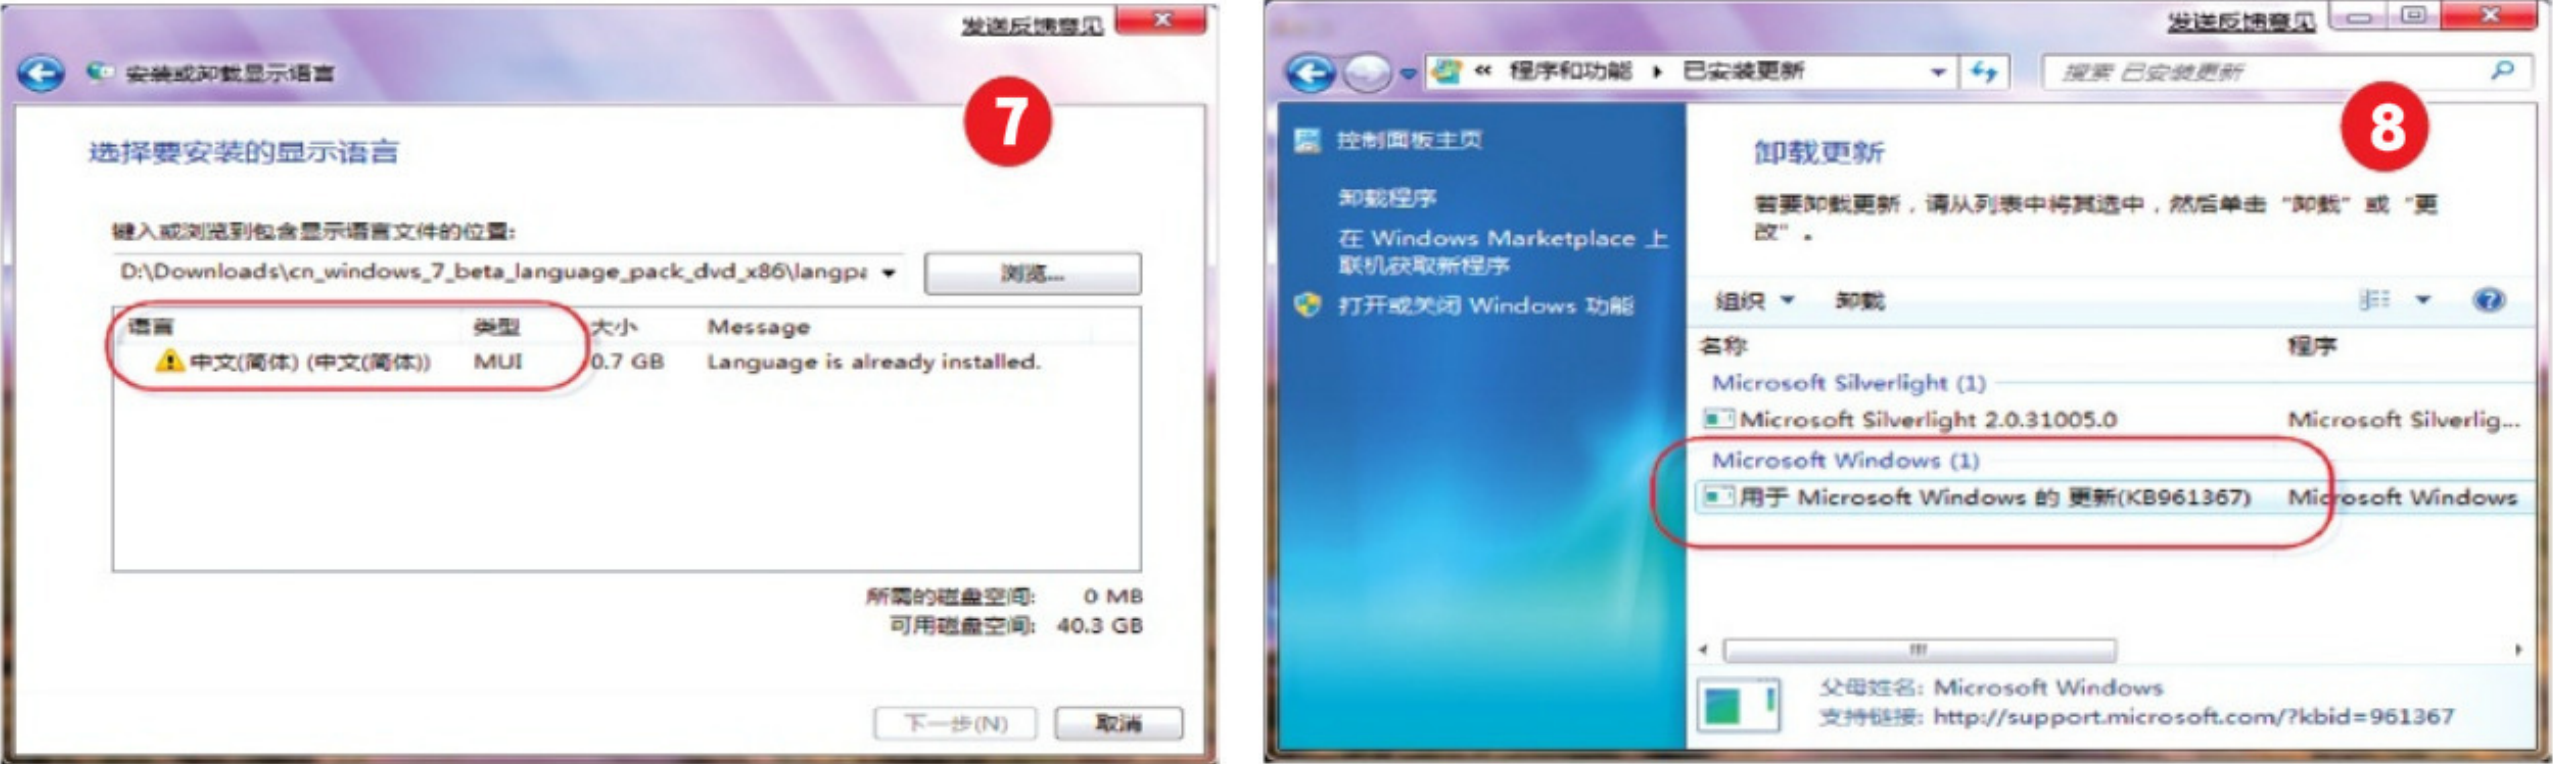 发送反馈意见
安装或卸载显示语言
7
选择要安装的显示语言
键入或浏览到包含显示语言文件的位置:
D:\Downloads\cn_windows_7_beta_language_pack_dvd_x86\langpa
浏览...
语言 类型 大小 Message
中文(简体) (中文(简体)) MUI 0.7 GB Language is already installed.
所需的磁盘空间: 0 MB
可用磁盘空间: 40.3 GB
下一步(N) 取消
发送反馈意见
« 程序和功能 ▸ 已安装更新
搜索 已安装更新
8
控制面板主页
卸载程序
在 Windows Marketplace 上
联机获取新程序
打开或关闭 Windows 功能
卸载更新
若要卸载更新，请从列表中将其选中，然后单击“卸载”或“更
改”。
组织 卸载
名称 程序
Microsoft Silverlight (1)
Microsoft Silverlight 2.0.31005.0 Microsoft Silverlig...
Microsoft Windows (1)
用于 Microsoft Windows 的 更新(KB961367) Microsoft Windows
父母姓名: Microsoft Windows
支持链接: http://support.microsoft.com/?kbid=961367